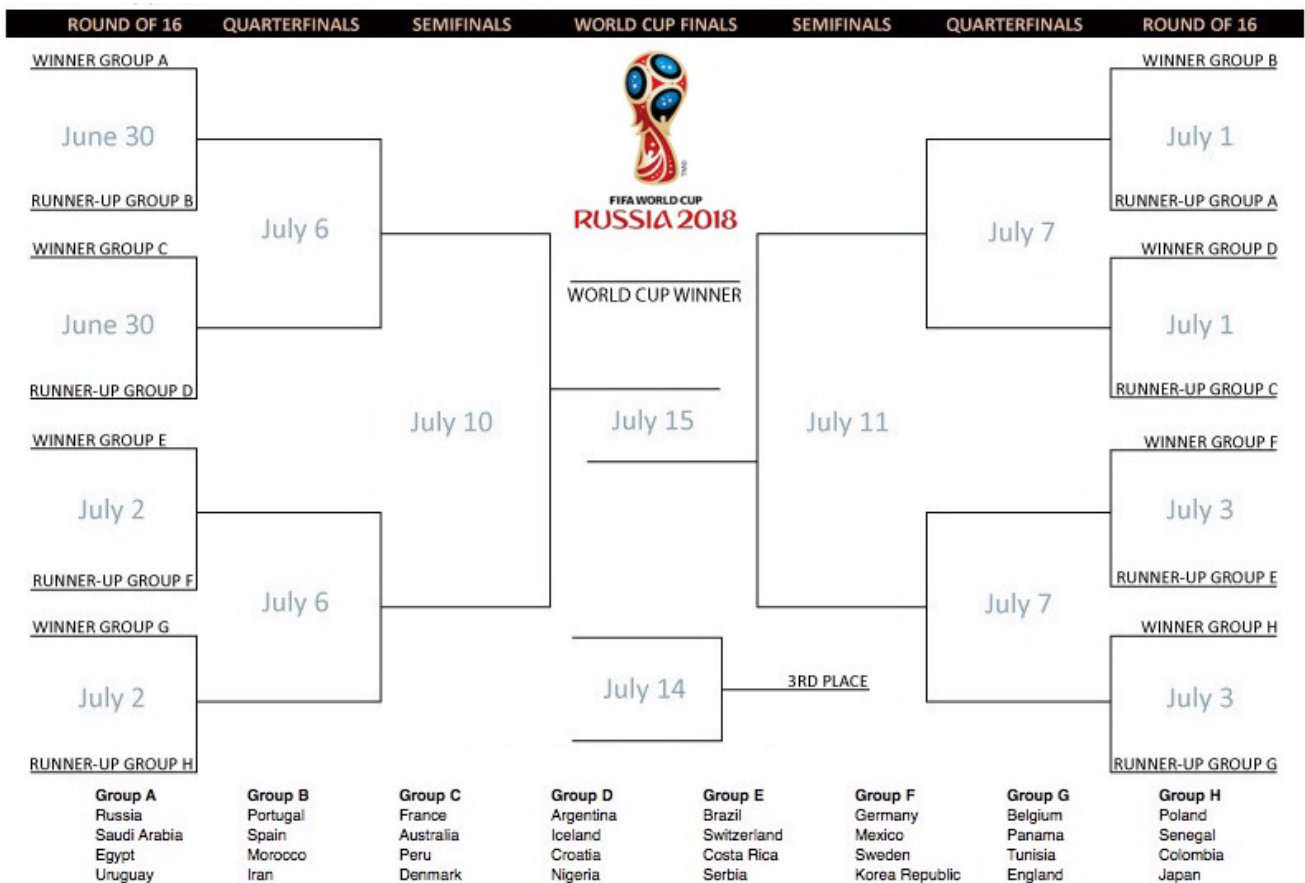 ROUND OF 16 QUARTERFINALS SEMIFINALS WORLD CUP FINALS SEMIFINALS QUARTERFINALS ROUND OF 16
WINNER GROUP A
June 30
RUNNER-UP GROUP B
July 6
WINNER GROUP C
June 30
RUNNER-UP GROUP D
July 10
WINNER GROUP E
July 2
RUNNER-UP GROUP F
July 6
WINNER GROUP G
July 2
RUNNER-UP GROUP H
FIFA WORLD CUP
RUSSIA 2018
WORLD CUP WINNER
July 15
July 14
3RD PLACE
WINNER GROUP B
July 1
RUNNER-UP GROUP A
July 7
WINNER GROUP D
July 1
RUNNER-UP GROUP C
July 11
WINNER GROUP F
July 3
RUNNER-UP GROUP E
July 7
WINNER GROUP H
July 3
RUNNER-UP GROUP G
Group A Group B Group C Group D Group E Group F Group G Group H
Russia Portugal France Argentina Brazil Germany Belgium Poland
Saudi Arabia Spain Australia Iceland Switzerland Mexico Panama Senegal
Egypt Morocco Peru Croatia Costa Rica Sweden Tunisia Colombia
Uruguay Iran Denmark Nigeria Serbia Korea Republic England Japan